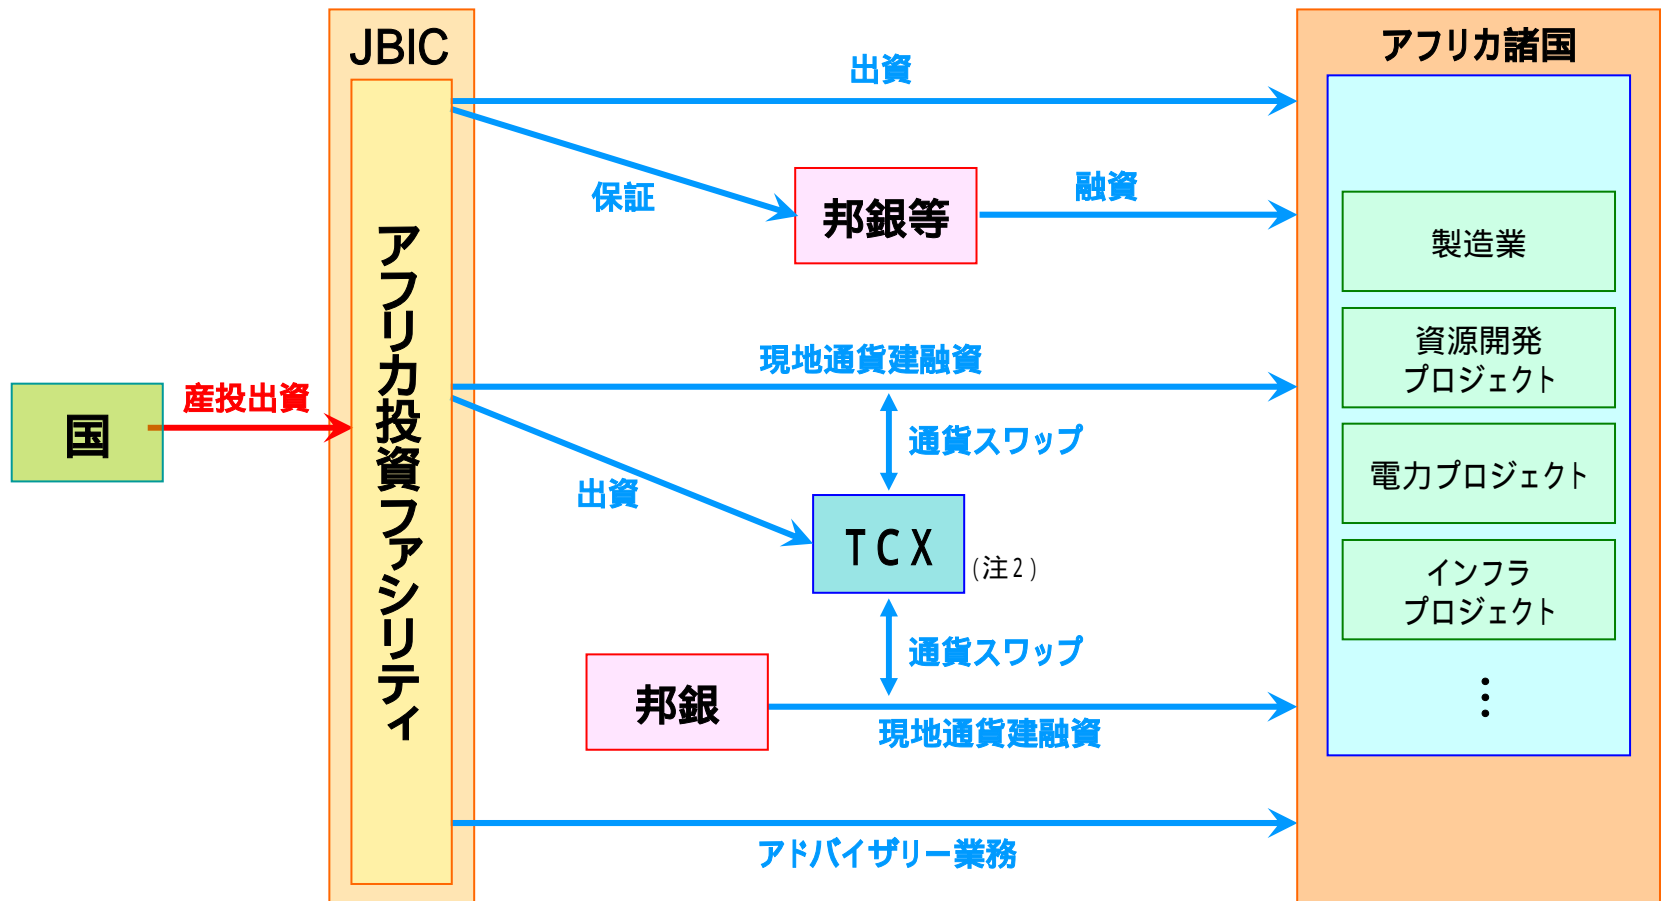 JBIC
アフリカ諸国
出資
保証
邦銀等
融資
製造業
資源開発
プロジェクト
現地通貨建融資
国
産投出資
アフリカ投資ファシリティ
通貨スワップ
電力プロジェクト
出資
TCX
(注2)
インフラ
プロジェクト
通貨スワップ
邦銀
現地通貨建融資
アドバイザリー業務